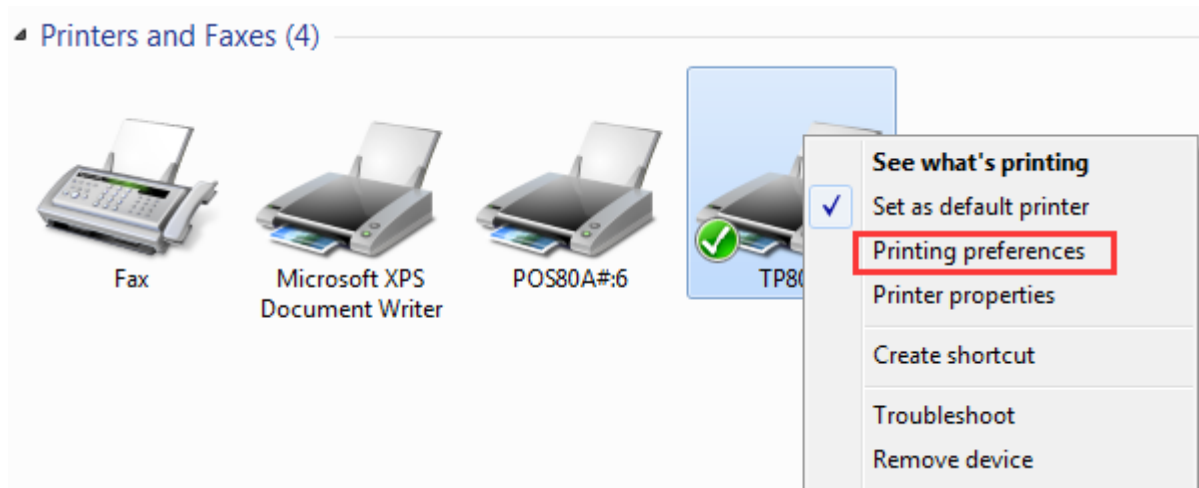 Printers and Faxes (4)
Fax
Microsoft XPS
Document Writer
POS80A#:6
See what's printing
Set as default printer
Printing preferences
Printer properties
Create shortcut
Troubleshoot
Remove device